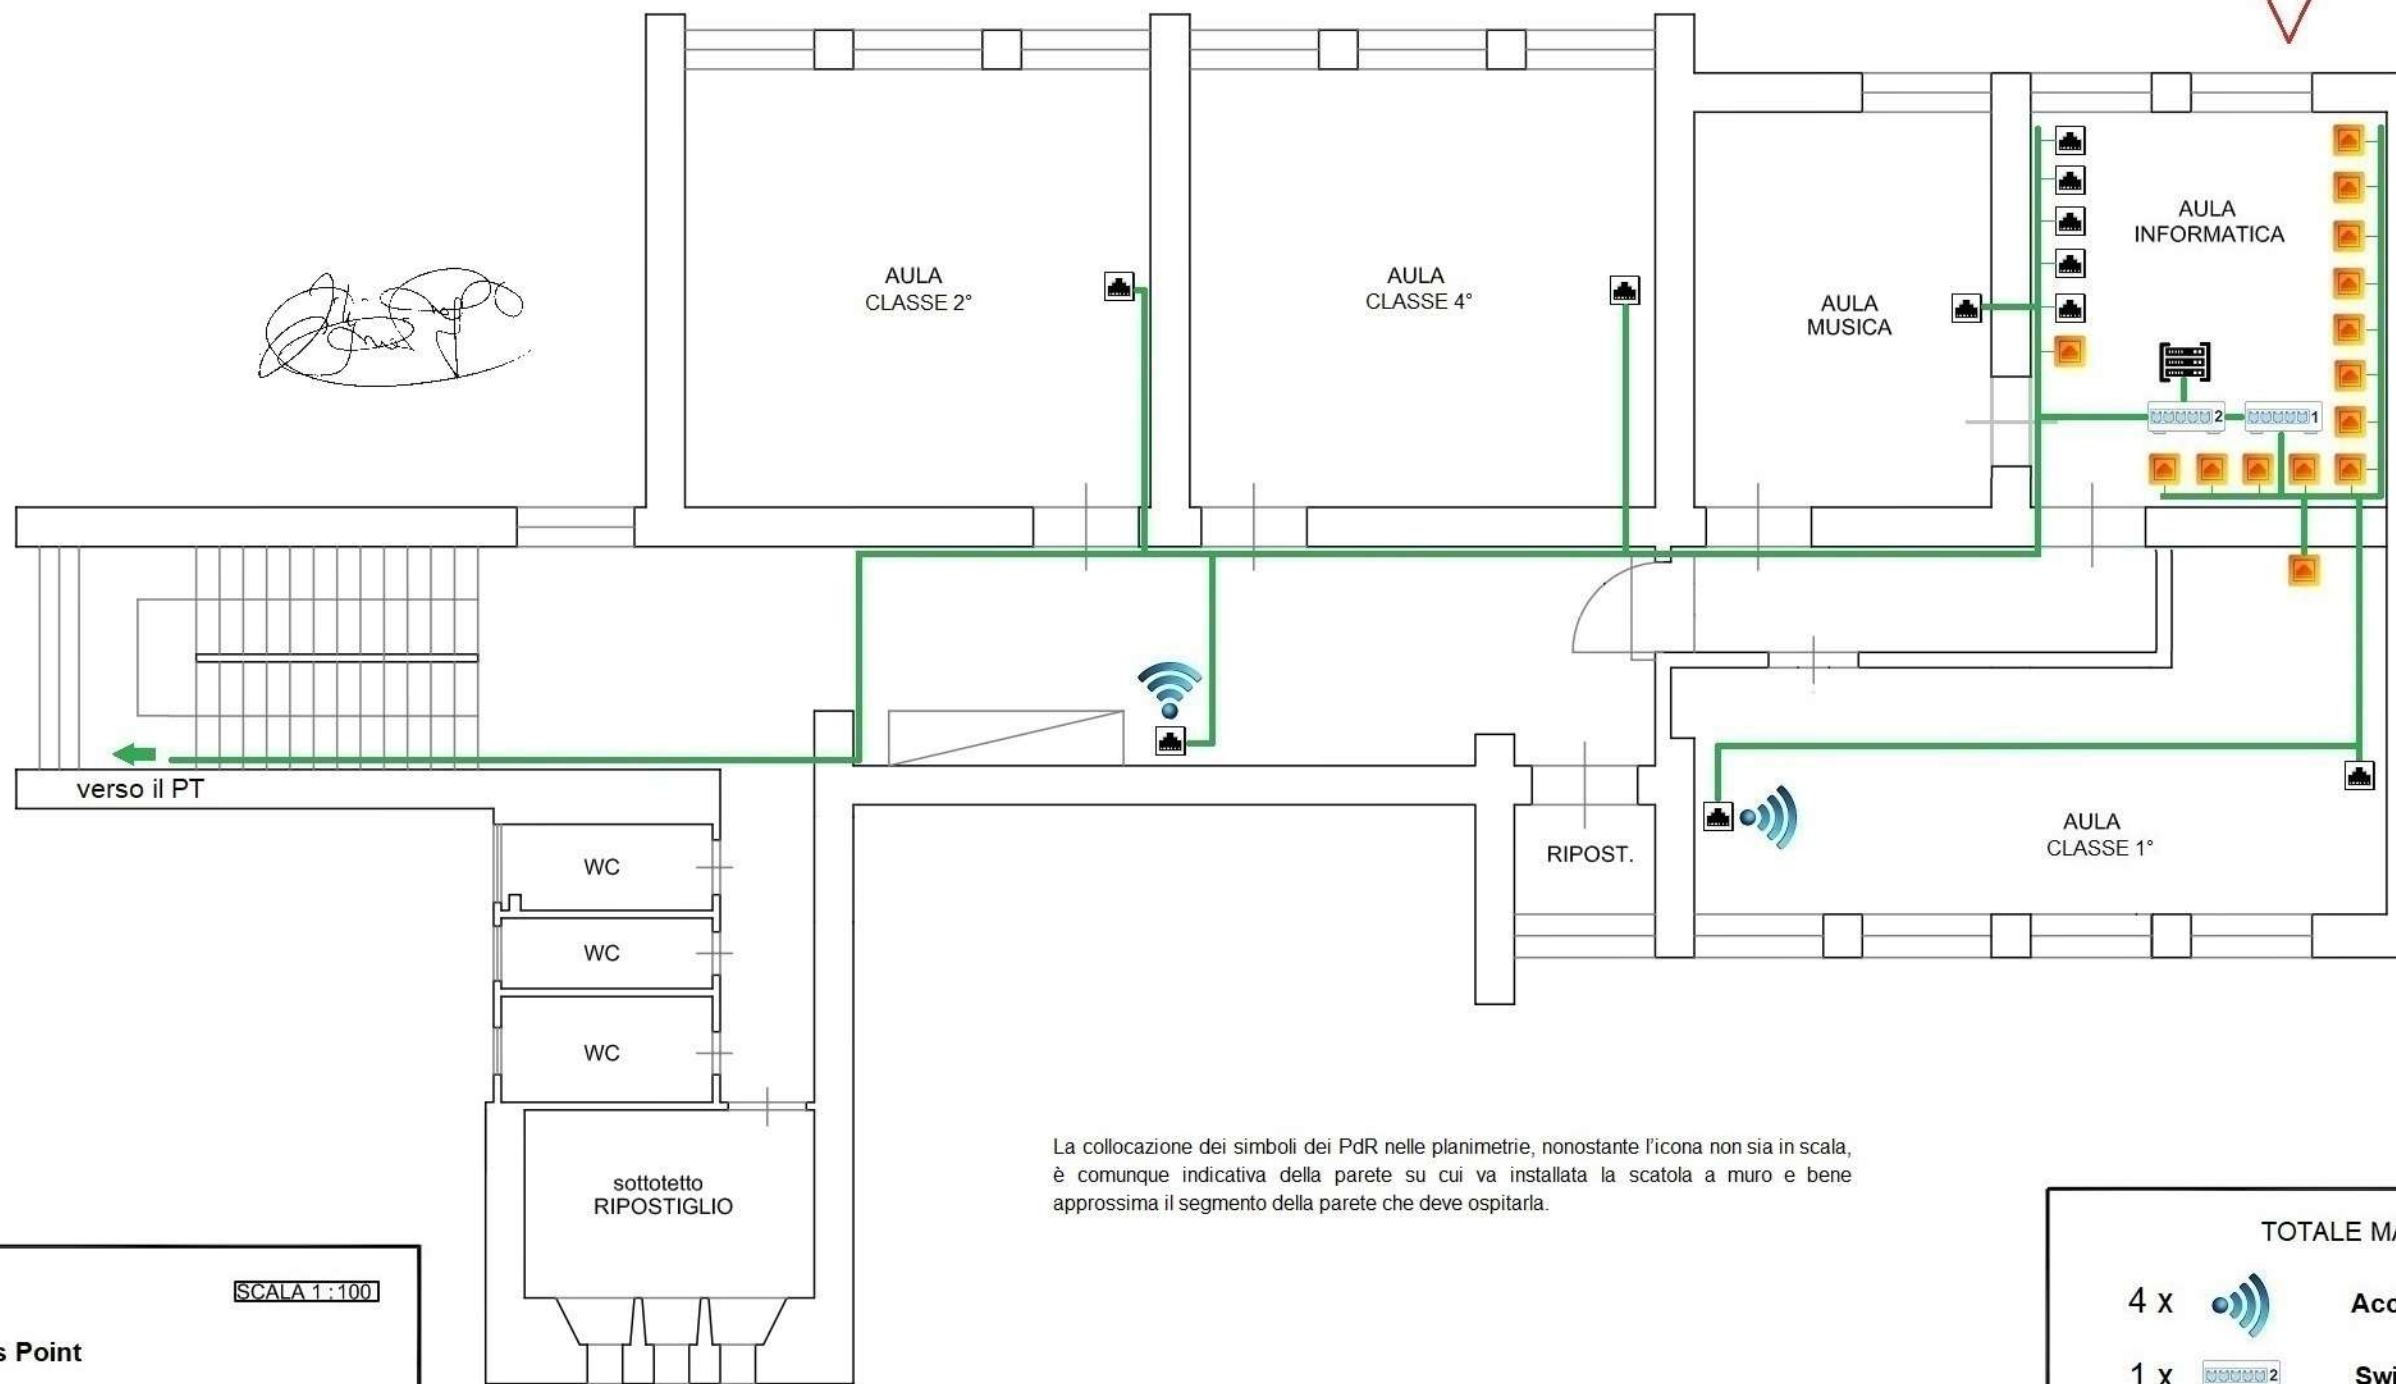 AULA
CLASSE 2°
AULA
CLASSE 4°
AULA
MUSICA
AULA
INFORMATICA
2
1
verso il PT
WC
WC
WC
RIPOST.
AULA
CLASSE 1°
sottotetto
RIPOSTIGLIO
La collocazione dei simboli dei PdR nelle planimetrie, nonostante l'icona non sia in scala,
è comunque indicativa della parete su cui va installata la scatola a muro e bene
approssima il segmento della parete che deve ospitarla.
SCALA 1 : 100
s Point
TOTALE MA
4 x Acc
1 x 2 Swi